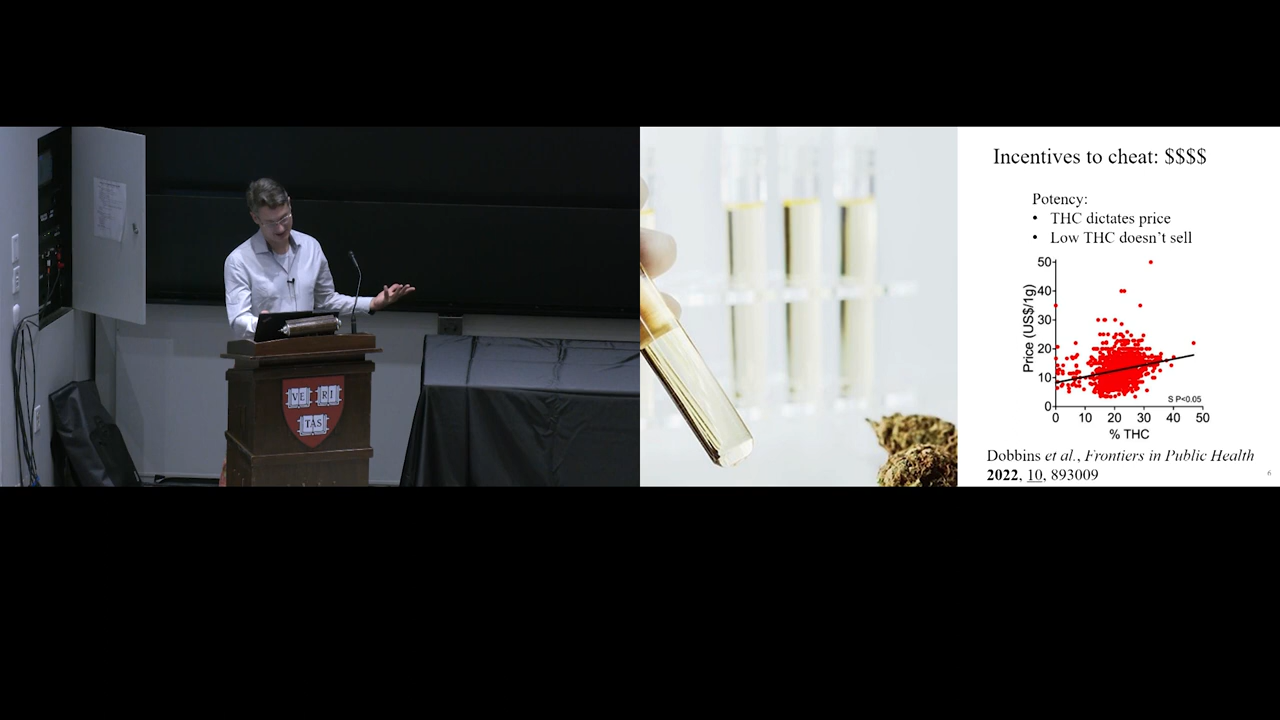 VE RI
TAS
Incentives to cheat: $$$$
Potency:
• THC dictates price
• Low THC doesn't sell
Price (US$/1g)
50
40
30
20
10
0
S P<0.05
0 10 20 30 40 50
% THC
Dobbins et al., Frontiers in Public Health
2022, 10, 893009
6